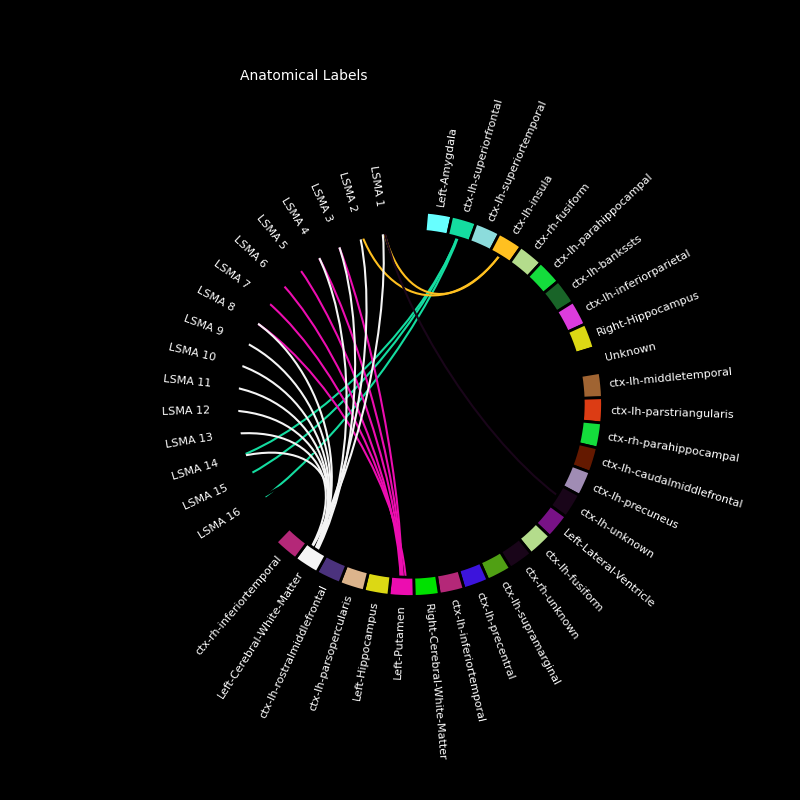 Anatomical Labels
Left-Amygdala
ctx-lh-superiorfrontal
ctx-lh-superiortemporal
ctx-lh-insula
ctx-rh-fusiform
ctx-lh-parahippocampal
ctx-lh-bankssts
ctx-lh-inferiorparietal
Right-Hippocampus
Unknown
ctx-lh-middletemporal
ctx-lh-parstriangularis
ctx-rh-parahippocampal
ctx-lh-caudalmiddlefrontal
ctx-lh-precuneus
ctx-lh-unknown
Left-Lateral-Ventricle
ctx-lh-fusiform
ctx-rh-unknown
ctx-lh-supramarginal
ctx-lh-precentral
ctx-lh-inferiortemporal
Right-Cerebral-White-Matter
Left-Putamen
Left-Hippocampus
ctx-lh-parsopercularis
ctx-lh-rostralmiddlefrontal
Left-Cerebral-White-Matter
ctx-rh-inferiortemporal
LSMA 16
LSMA 15
LSMA 14
LSMA 13
LSMA 12
LSMA 11
LSMA 10
LSMA 9
LSMA 8
LSMA 7
LSMA 6
LSMA 5
LSMA 4
LSMA 3
LSMA 2
LSMA 1